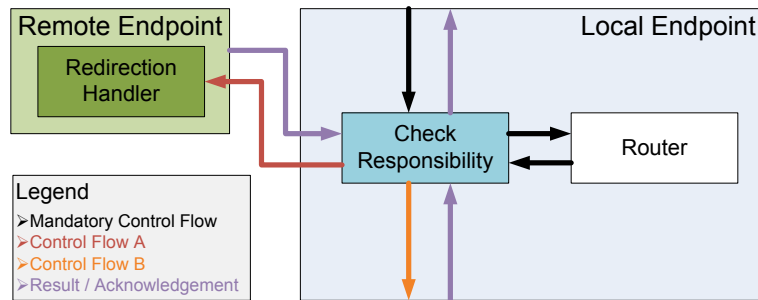 Remote Endpoint
Redirection
Handler
Local Endpoint
Check
Responsibility
Router
Legend
Mandatory Control Flow
Control Flow A
Control Flow B
Result / Acknowledgement